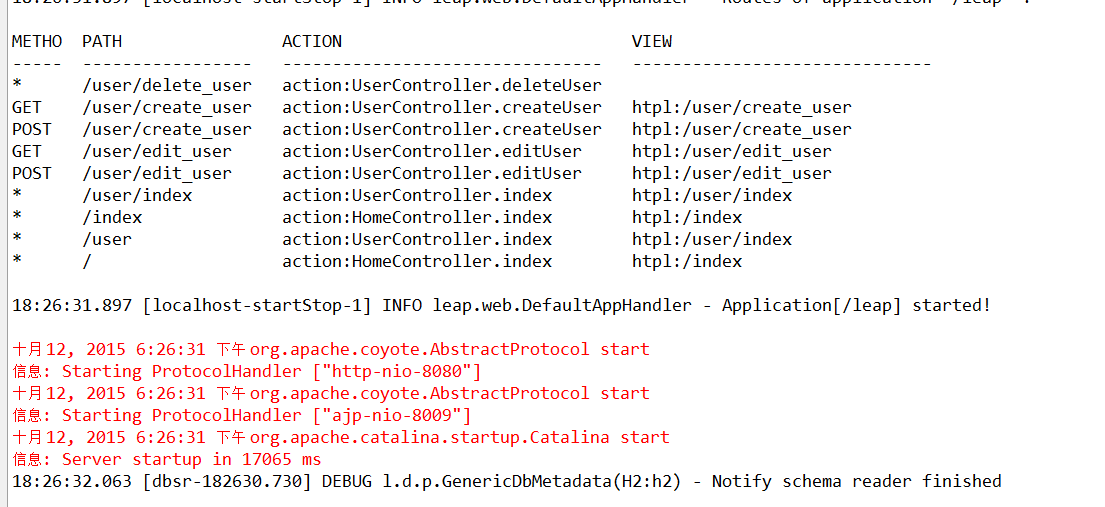 18:26:31.897 [localhost-startStop-1] INFO leap.web.DefaultAppHandler - Routes of application '/leap' :
METHO  PATH                ACTION                            VIEW
-----  -----------------   --------------------------------   ------------------------------
*      /user/delete_user   action:UserController.deleteUser
GET    /user/create_user   action:UserController.createUser   htpl:/user/create_user
POST   /user/create_user   action:UserController.createUser   htpl:/user/create_user
GET    /user/edit_user     action:UserController.editUser     htpl:/user/edit_user
POST   /user/edit_user     action:UserController.editUser     htpl:/user/edit_user
*      /user/index         action:UserController.index        htpl:/user/index
*      /index              action:HomeController.index        htpl:/index
*      /user               action:UserController.index        htpl:/user/index
*      /                   action:HomeController.index        htpl:/index
18:26:31.897 [localhost-startStop-1] INFO leap.web.DefaultAppHandler - Application[/leap] started!
十月12, 2015 6:26:31 下午 org.apache.coyote.AbstractProtocol start
信息: Starting ProtocolHandler ["http-nio-8080"]
十月12, 2015 6:26:31 下午 org.apache.coyote.AbstractProtocol start
信息: Starting ProtocolHandler ["ajp-nio-8009"]
十月12, 2015 6:26:31 下午 org.apache.catalina.startup.Catalina start
信息: Server startup in 17065 ms
18:26:32.063 [dbsr-182630.730] DEBUG l.d.p.GenericDbMetadata(H2:h2) - Notify schema reader finished